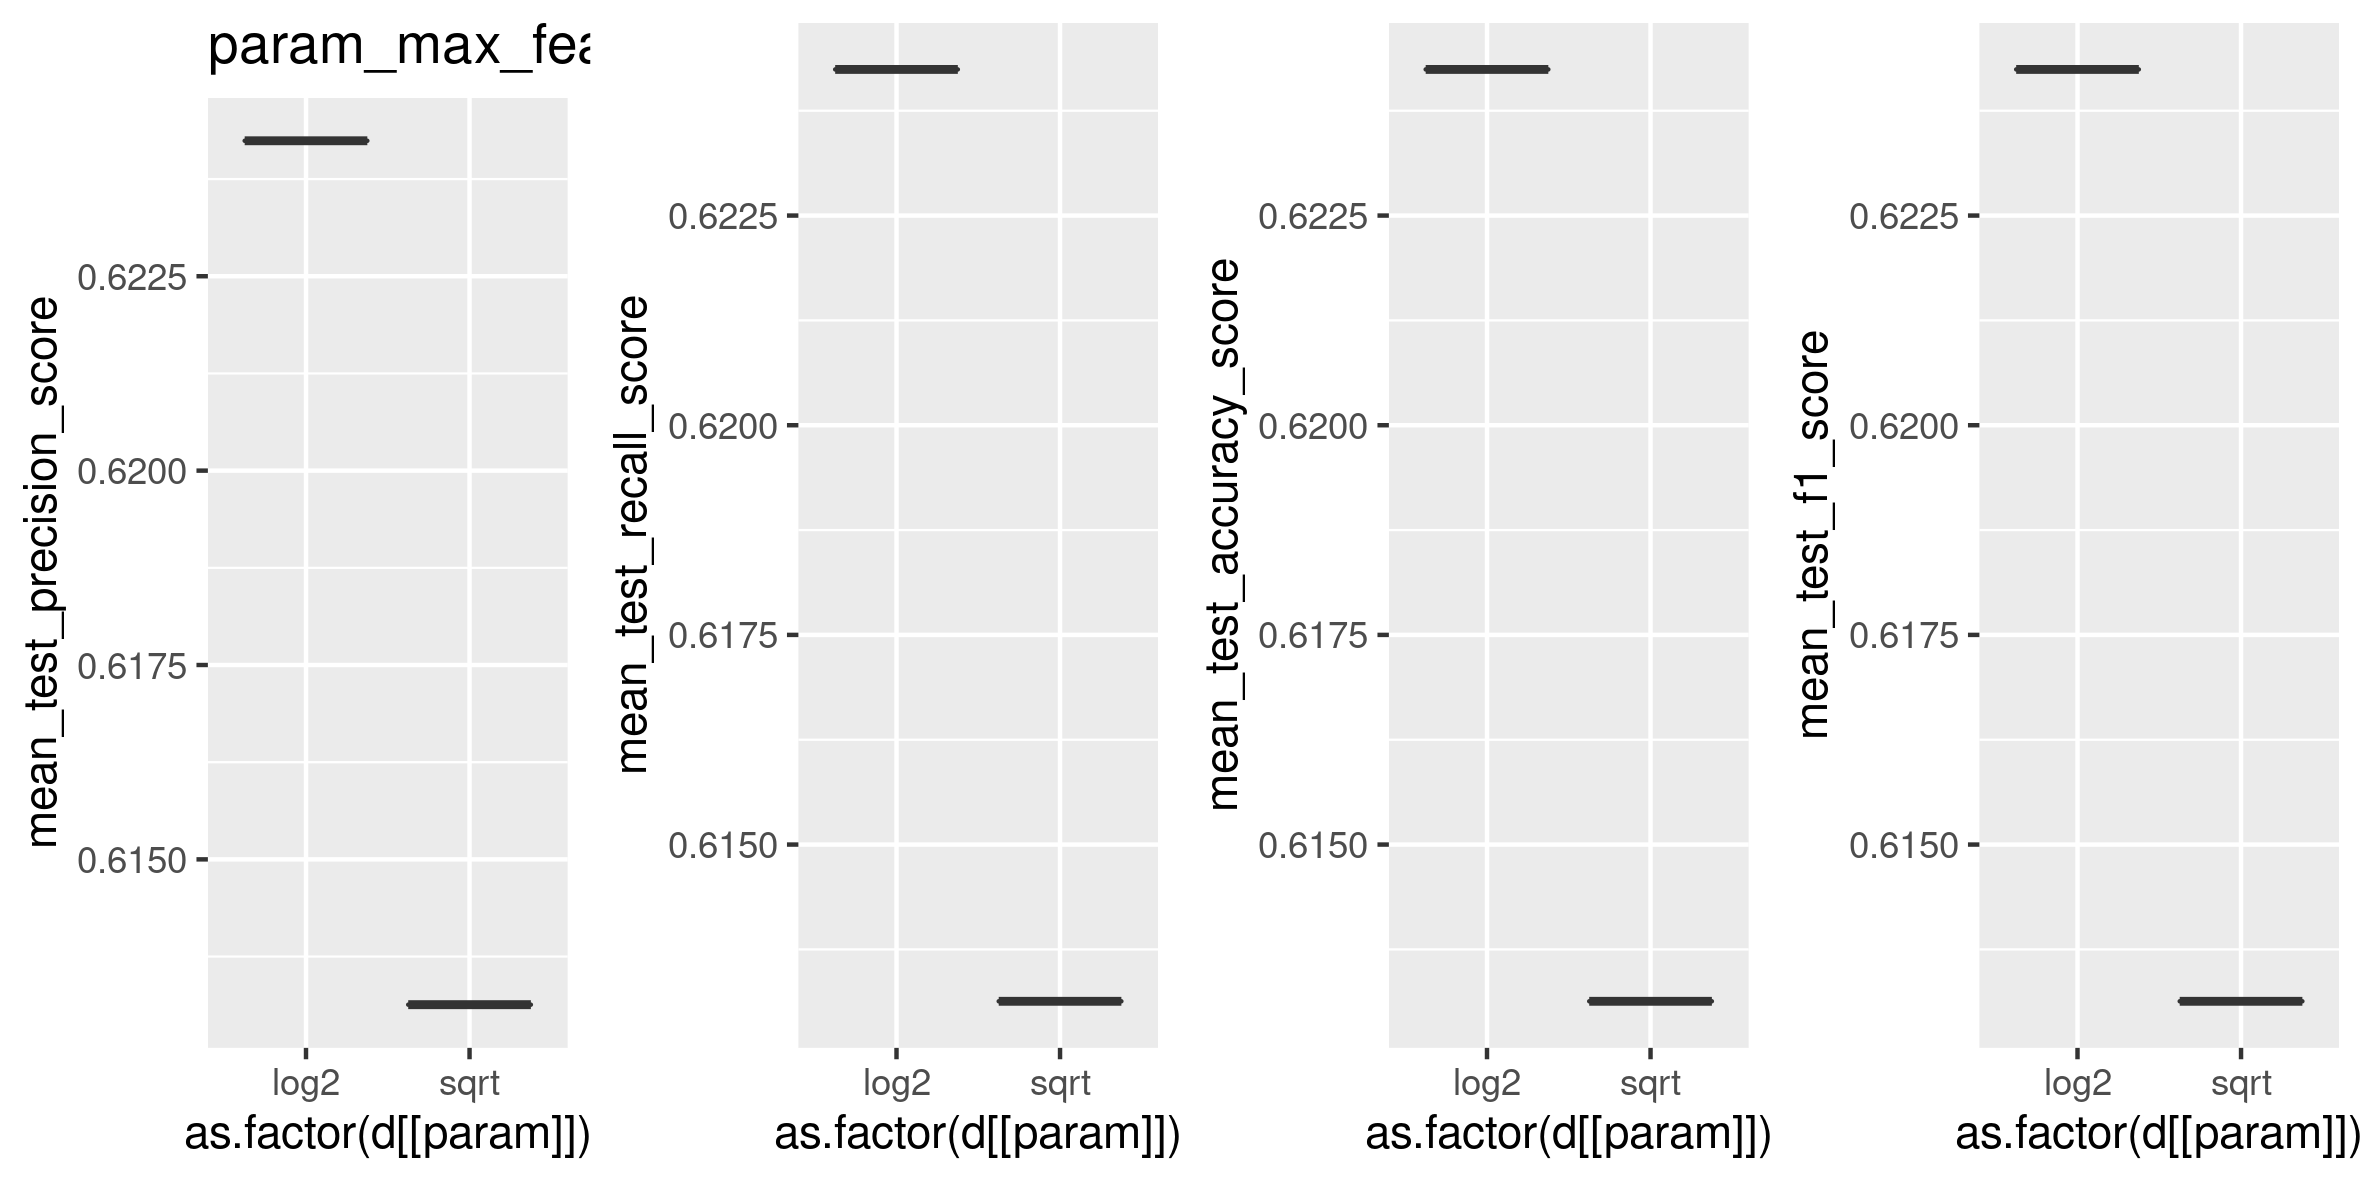 param_max_fea
mean_test_precision_score
0.6225
0.6200
0.6175
0.6150
log2 sqrt
as.factor(d[[param]])
mean_test_recall_score
0.6225
0.6200
0.6175
0.6150
log2 sqrt
as.factor(d[[param]])
mean_test_accuracy_score
0.6225
0.6200
0.6175
0.6150
log2 sqrt
as.factor(d[[param]])
mean_test_f1_score
0.6225
0.6200
0.6175
0.6150
log2 sqrt
as.factor(d[[param]])